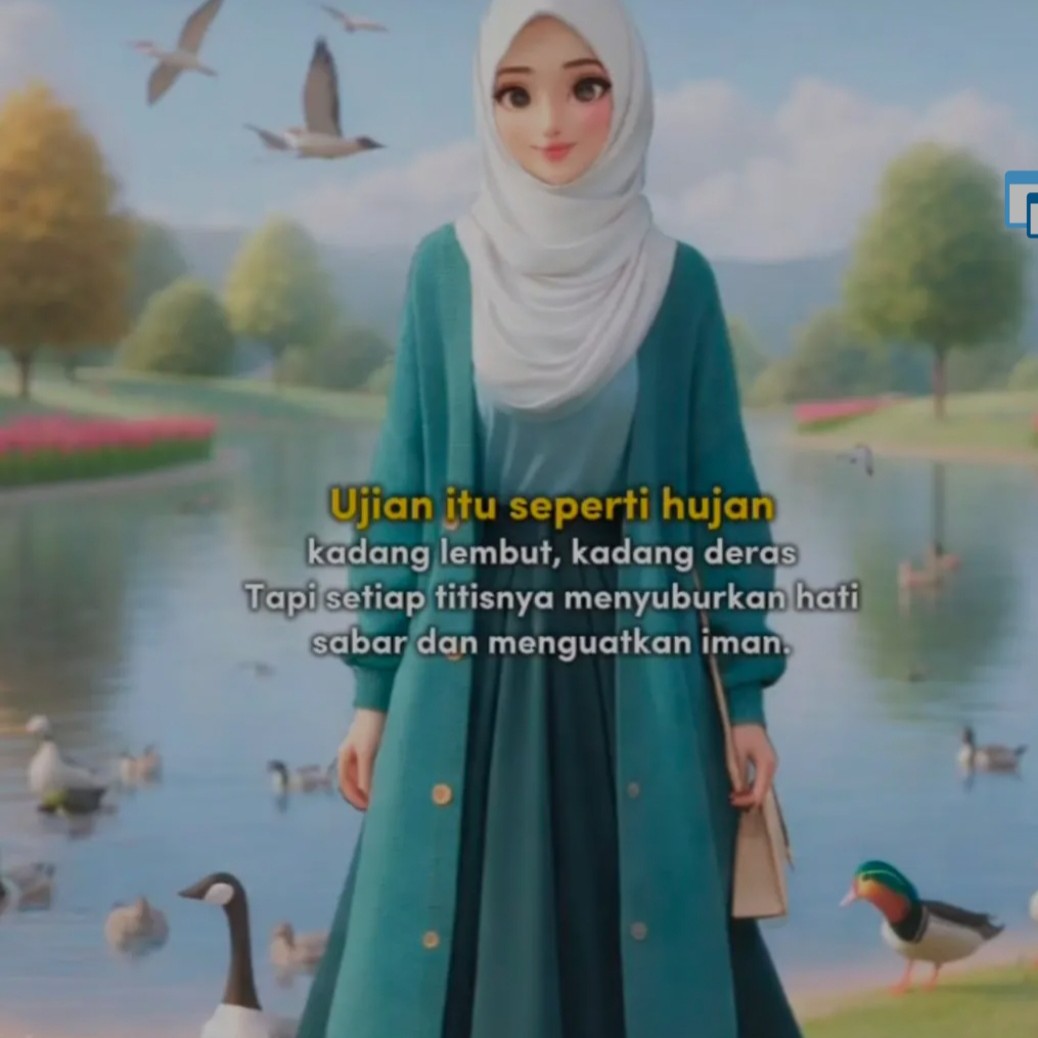 Ujian itu seperti hujan
kadang lembut, kadang deras
Tapi setiap titisnya menyuburkan hati
sabar dan menguatkan iman.